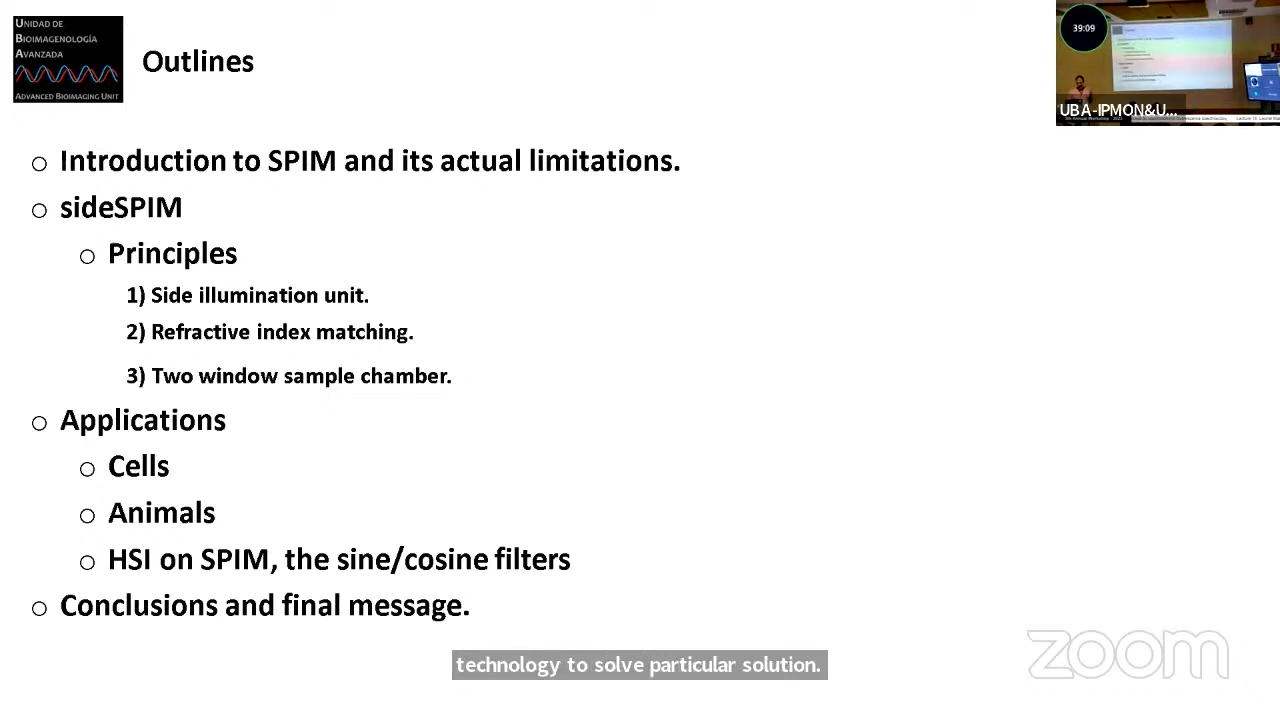 UNIDAD DE
BIOIMAGENOLOGÍA
AVANZADA
ADVANCED BIOIMAGING UNIT
Outlines
39:09
UBA-IPMON&U...
○ Introduction to SPIM and its actual limitations.
○ sideSPIM
○ Principles
1) Side illumination unit.
2) Refractive index matching.
3) Two window sample chamber.
○ Applications
○ Cells
○ Animals
○ HSI on SPIM, the sine/cosine filters
○ Conclusions and final message.
technology to solve particular solution.
zoom